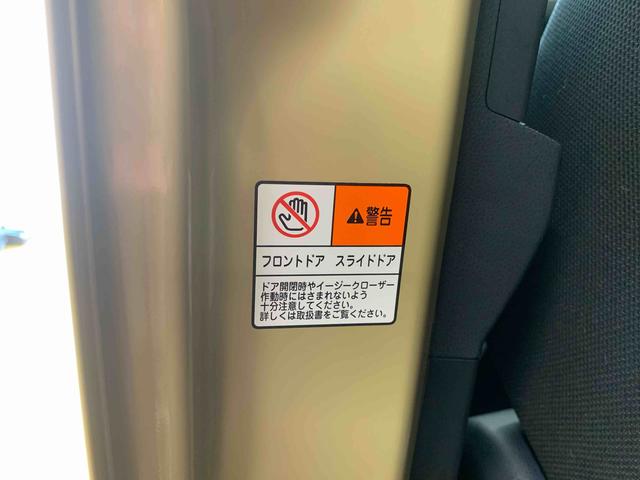 警告
フロントドア スライドドア
ドア開閉時やイージークローザー
作動時にはさまれないよう
十分注意してください。
詳しくは取扱書をご覧ください。